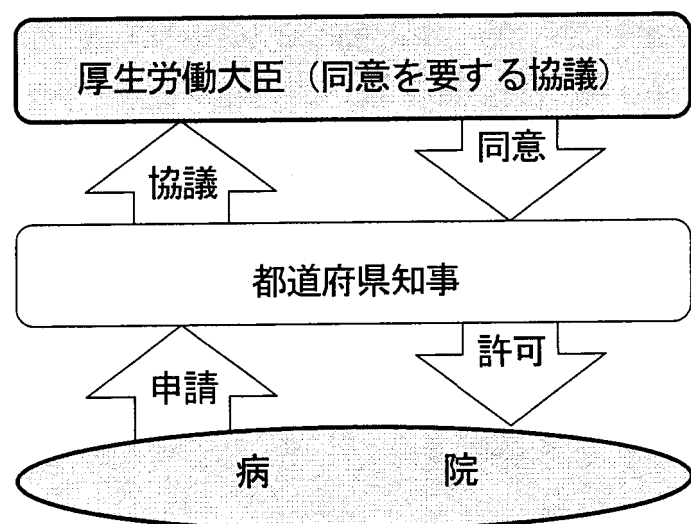 厚生労働大臣（同意を要する協議）
協議
同意
都道府県知事
申請
許可
病院